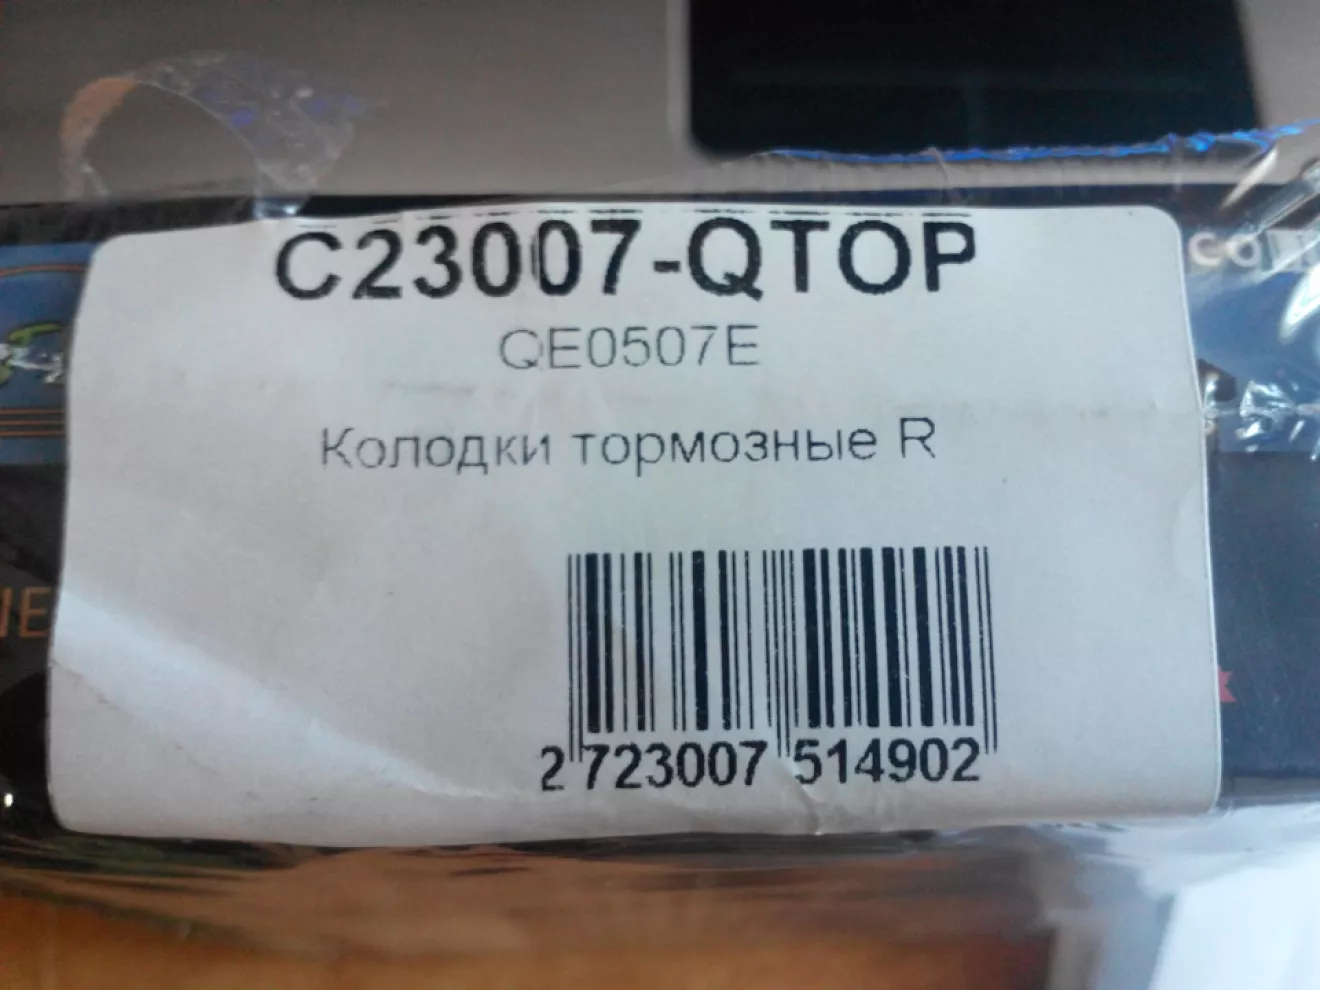 C23007-QTOP
QE0507E
Колодки тормозные R
2 723007 514902